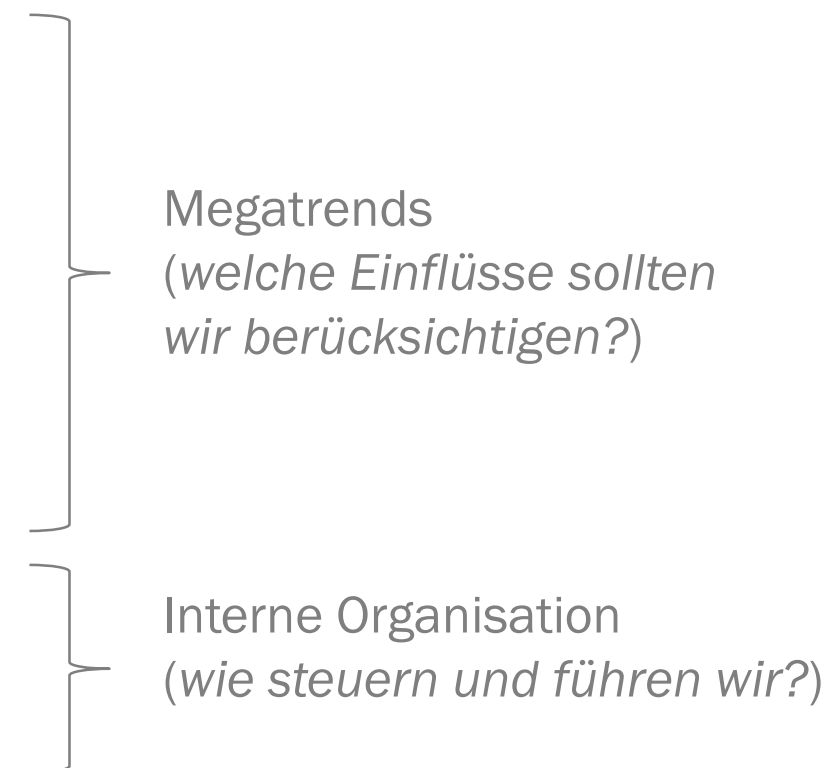 Megatrends
(welche Einflüsse sollten
wir berücksichtigen?)
Interne Organisation
(wie steuern und führen wir?)